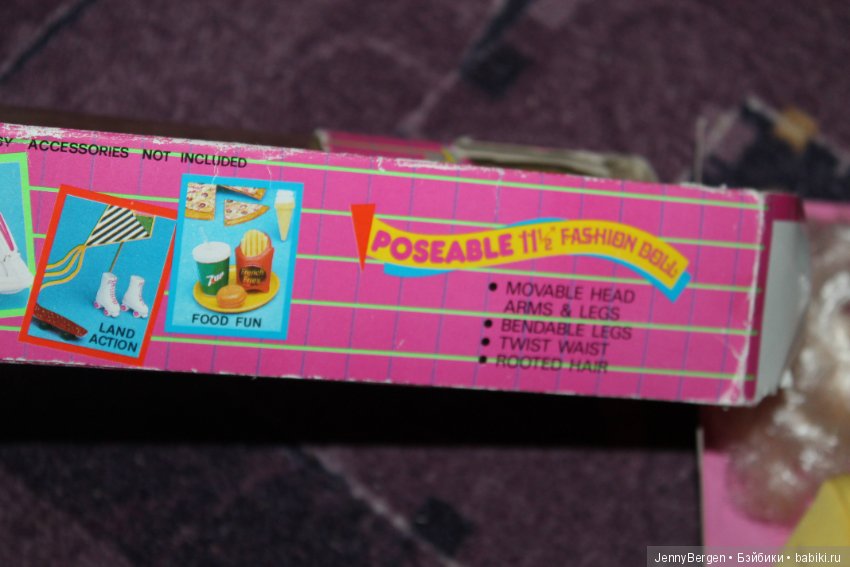 ACCESSORIES NOT INCLUDED
LAND
ACTION
7up
French
Fries
FOOD FUN
POSEABLE 11½" FASHION DOLL
• MOVABLE HEAD
ARMS & LEGS
• BENDABLE LEGS
• TWIST WAIST
• ROOTED HAIR
JennyBergen • Бэйбики • babiki.ru